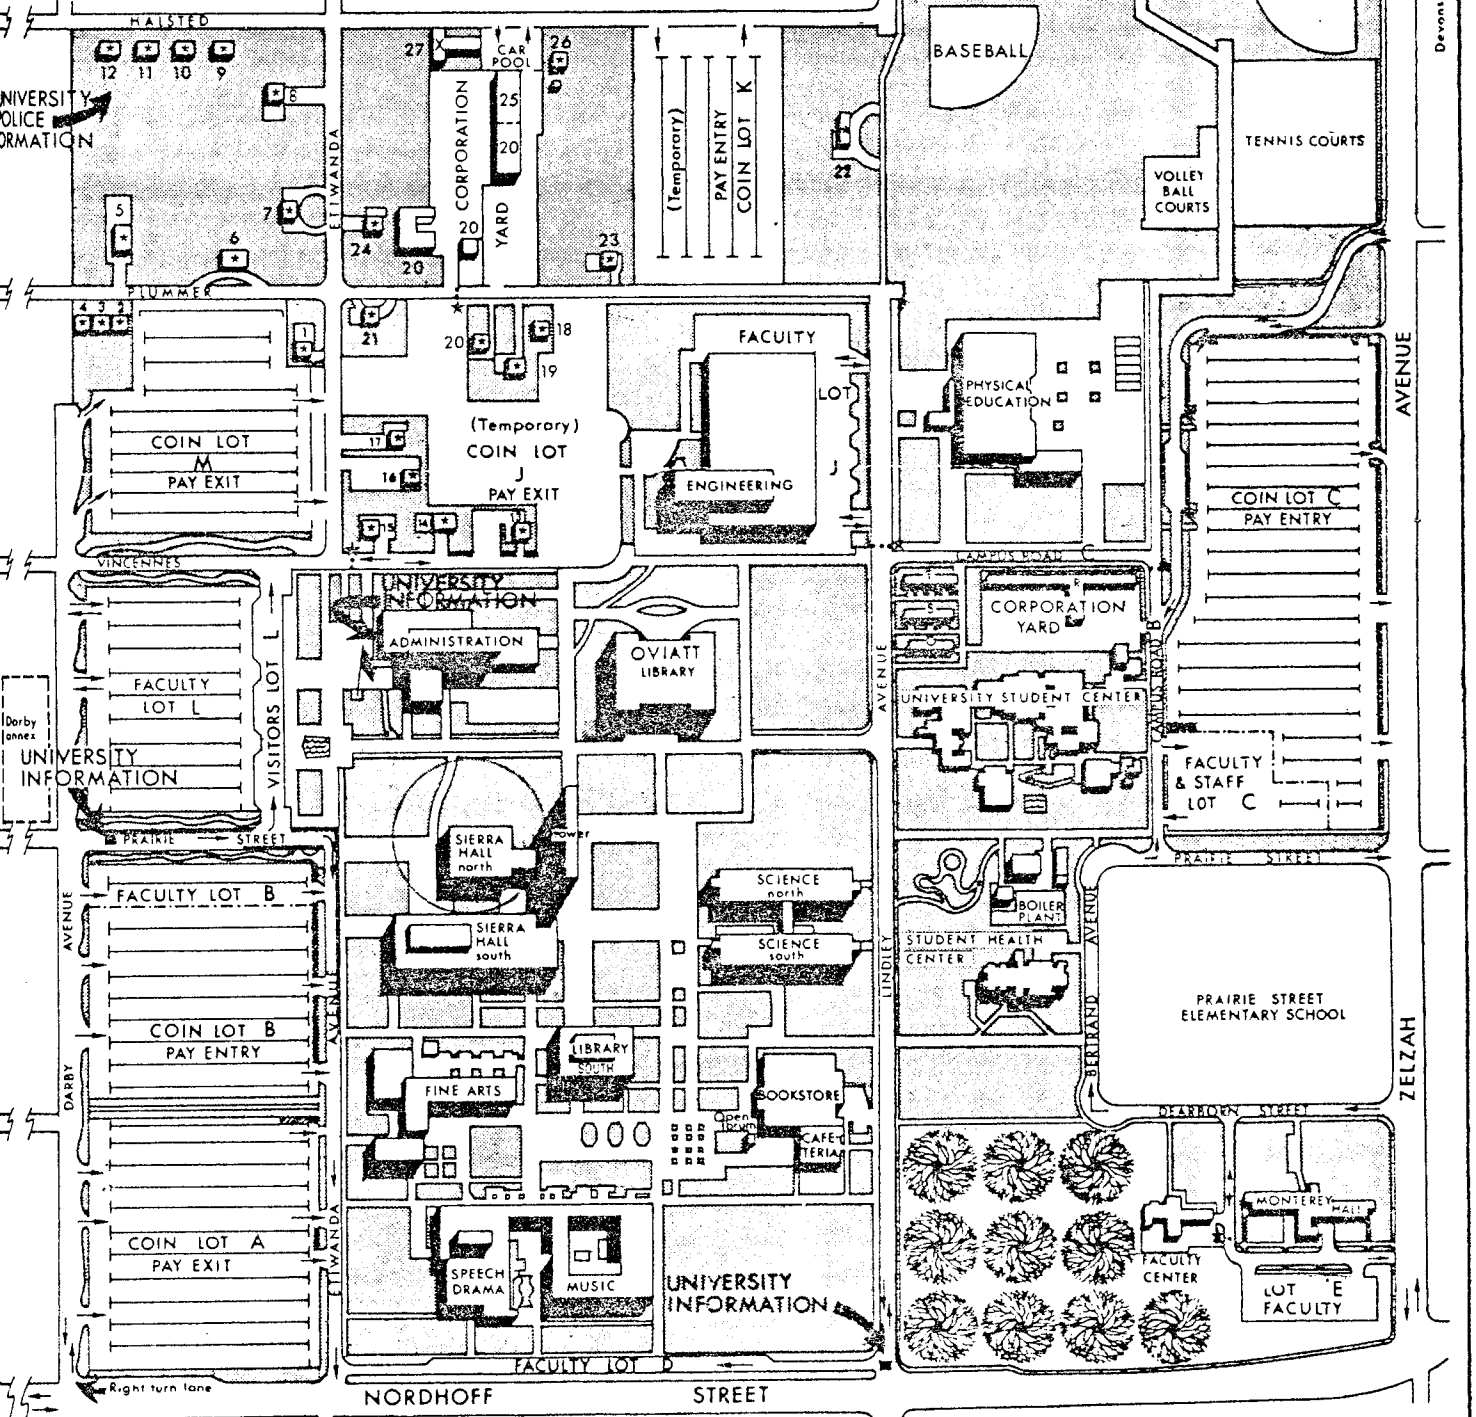 HALSTED
12 11 10 9
8
UNIVERSITY
POLICE
INFORMATION
ETIWANDA
5
7
6
24
27
CAR
POOL
26
CORPORATION
YARD
25
20
20
20
23
(Temporary)
PAY ENTRY
COIN LOT K
22
BASEBALL
VOLLEY
BALL
COURTS
TENNIS COURTS
Devons
PLUMMER
4 3 2
1
21
20
18
19
COIN LOT
M
PAY EXIT
17
16
15
14
(Temporary)
COIN LOT
J
PAY EXIT
FACULTY
LOT
J
ENGINEERING
PHYSICAL
EDUCATION
COIN LOT C
PAY ENTRY
AVENUE
VINCENNES
CAMPUS ROAD C
UNIVERSITY
INFORMATION
ADMINISTRATION
OVIATT
LIBRARY
CORPORATION
YARD
R
S
CAMPUS ROAD B
UNIVERSITY STUDENT CENTER
AVENUE
FACULTY
LOT L
VISITORS LOT L
Darby
annex
UNIVERSITY
INFORMATION
FACULTY
& STAFF
LOT C
PRAIRIE STREET
PRAIRIE STREET
SIERRA
HALL
north
Tower
SIERRA
HALL
south
SCIENCE
north
SCIENCE
south
BOILER
PLANT
STUDENT HEALTH
CENTER
LINDLEY
BERTRAND AVENUE
PRAIRIE STREET
ELEMENTARY SCHOOL
FACULTY LOT B
AVENUE
DARBY
COIN LOT B
PAY ENTRY
AVENUE
FINE ARTS
LIBRARY
SOUTH
BOOKSTORE
Open
Forum
CAFE-
TERIA
DEARBORN STREET
ZELZAH
COIN LOT A
PAY EXIT
ETIWANDA
SPEECH
DRAMA
MUSIC
UNIVERSITY
INFORMATION
FACULTY
CENTER
MONTEREY
HALL
LOT E
FACULTY
FACULTY LOT D
Right turn lane
NORDHOFF STREET